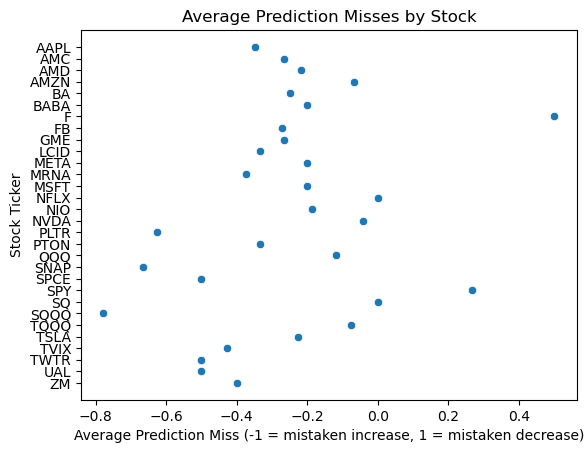 Average Prediction Misses by Stock
AAPL
AMC
AMD
AMZN
BA
BABA
F
FB
GME
LCID
META
MRNA
MSFT
NFLX
NIO
NVDA
PLTR
PTON
QQQ
SNAP
SPCE
SPY
SQ
SQQQ
TQQQ
TSLA
TVIX
TWTR
UAL
ZM
Stock Ticker
−0.8 −0.6 −0.4 −0.2 0.0 0.2 0.4
Average Prediction Miss (-1 = mistaken increase, 1 = mistaken decrease)